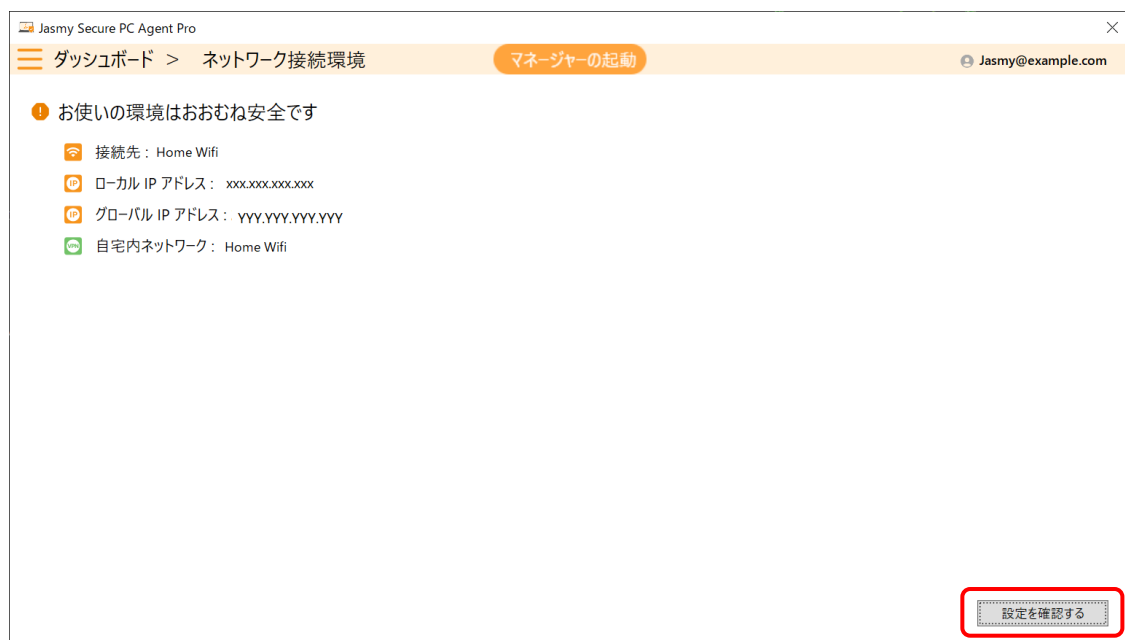 Jasmy Secure PC Agent Pro
ダッシュボード > ネットワーク接続環境 マネージャーの起動 Jasmy@example.com
お使いの環境はおおむね安全です
接続先 : Home Wifi
IP ローカル IP アドレス : xxx.xxx.xxx.xxx
IP グローバル IP アドレス : YYY.YYY.YYY.YYY
VPN 自宅内ネットワーク : Home Wifi
設定を確認する